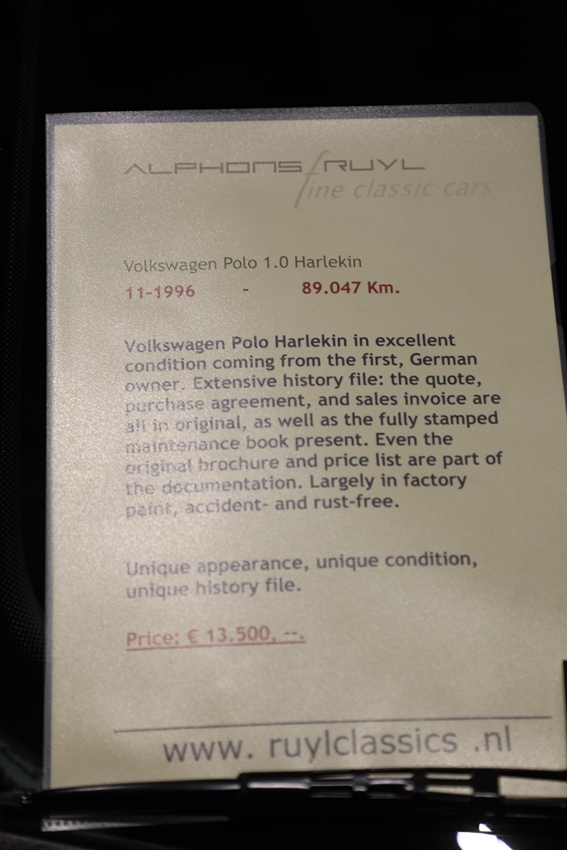 ALPHONS RUYL
fine classic cars
Volkswagen Polo 1.0 Harlekin
11-1996 - 89.047 Km.
Volkswagen Polo Harlekin in excellent
condition coming from the first, German
owner. Extensive history file: the quote,
purchase agreement, and sales invoice are
all in original, as well as the fully stamped
maintenance book present. Even the
original brochure and price list are part of
the documentation. Largely in factory
paint, accident- and rust-free.
Unique appearance, unique condition,
unique history file.
Price: € 13.500, --.
www. ruylclassics .nl